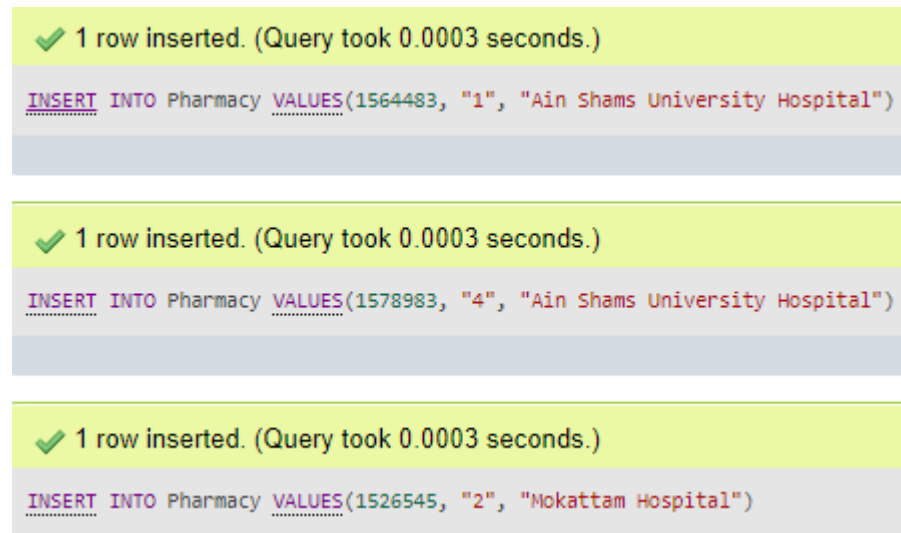 1 row inserted. (Query took 0.0003 seconds.)
INSERT INTO Pharmacy VALUES(1564483, "1", "Ain Shams University Hospital")
1 row inserted. (Query took 0.0003 seconds.)
INSERT INTO Pharmacy VALUES(1578983, "4", "Ain Shams University Hospital")
1 row inserted. (Query took 0.0003 seconds.)
INSERT INTO Pharmacy VALUES(1526545, "2", "Mokattam Hospital")